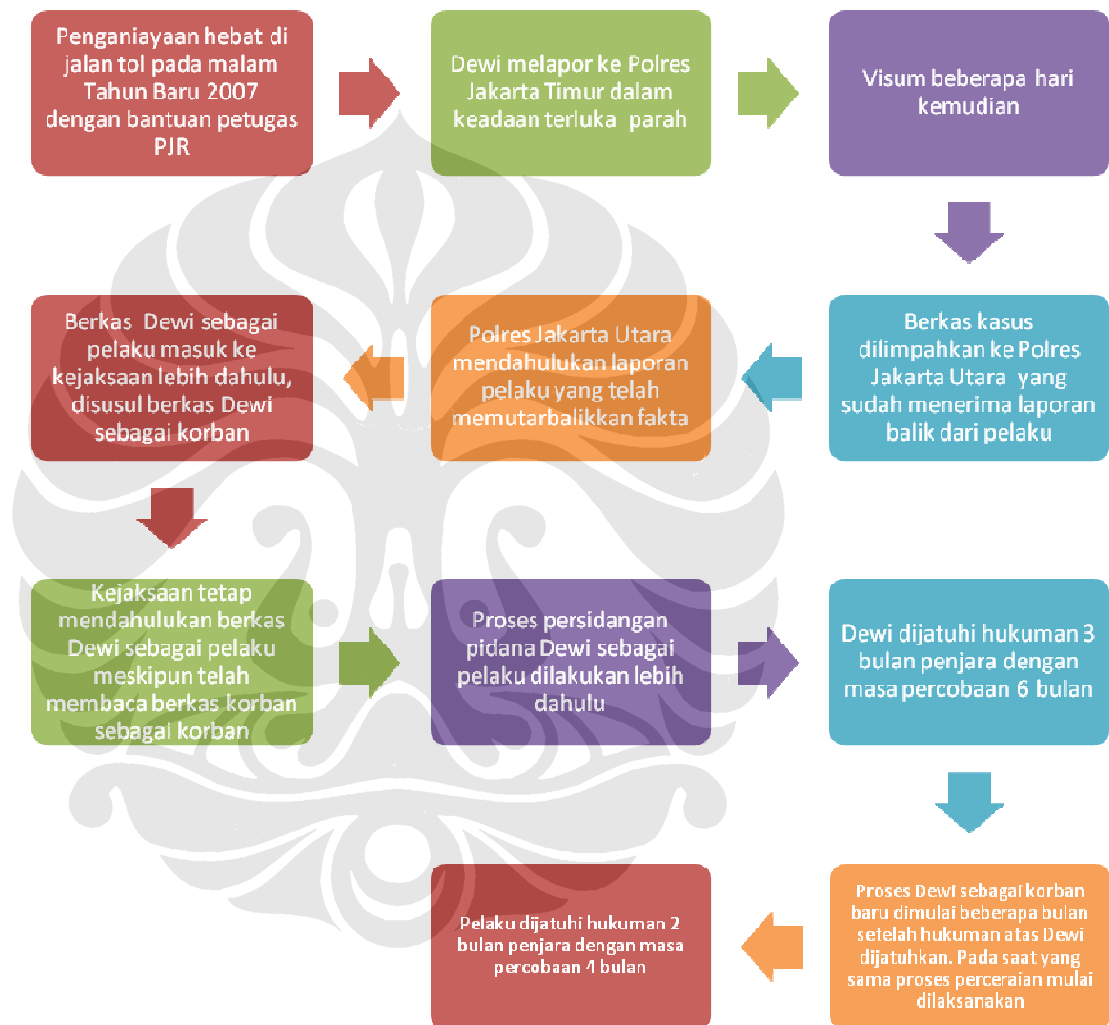 Penganiayaan hebat di
jalan tol pada malam
Tahun Baru 2007
dengan bantuan petugas
PJR
Dewi melapor ke Polres
Jakarta Timur dalam
keadaan terluka parah
Visum beberapa hari
kemudian
Berkas kasus
dilimpahkan ke Polres
Jakarta Utara yang
sudah menerima laporan
balik dari pelaku
Polres Jakarta Utara
mendahulukan laporan
pelaku yang telah
memutarbalikkan fakta
Berkas Dewi sebagai
pelaku masuk ke
kejaksaan lebih dahulu,
disusul berkas Dewi
sebagai korban
Kejaksaan tetap
mendahulukan berkas
Dewi sebagai pelaku
meskipun telah
membaca berkas korban
sebagai korban
Proses persidangan
pidana Dewi sebagai
pelaku dilakukan lebih
dahulu
Dewi dijatuhi hukuman 3
bulan penjara dengan
masa percobaan 6 bulan
Proses Dewi sebagai korban
baru dimulai beberapa bulan
setelah hukuman atas Dewi
dijatuhkan. Pada saat yang
sama proses perceraian mulai
dilaksanakan
Pelaku dijatuhi hukuman 2
bulan penjara dengan masa
percobaan 4 bulan